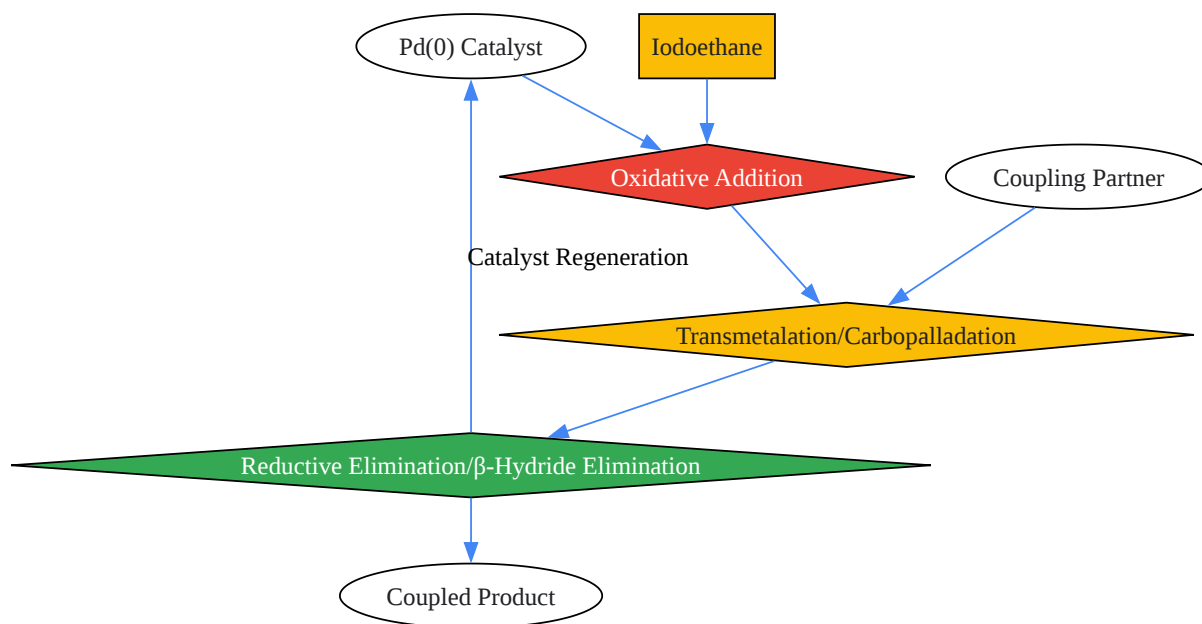 Pd(0) Catalyst
Iodoethane
Oxidative Addition
Coupling Partner
Catalyst Regeneration
Transmetalation/Carbopalladation
Reductive Elimination/β-Hydride Elimination
Coupled Product